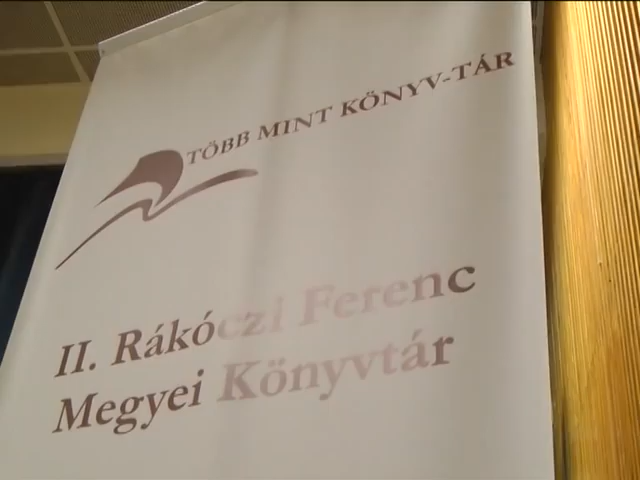 TÖBB MINT KÖNYV-TÁR
II. Rákóczi Ferenc
Megyei Könyvtár